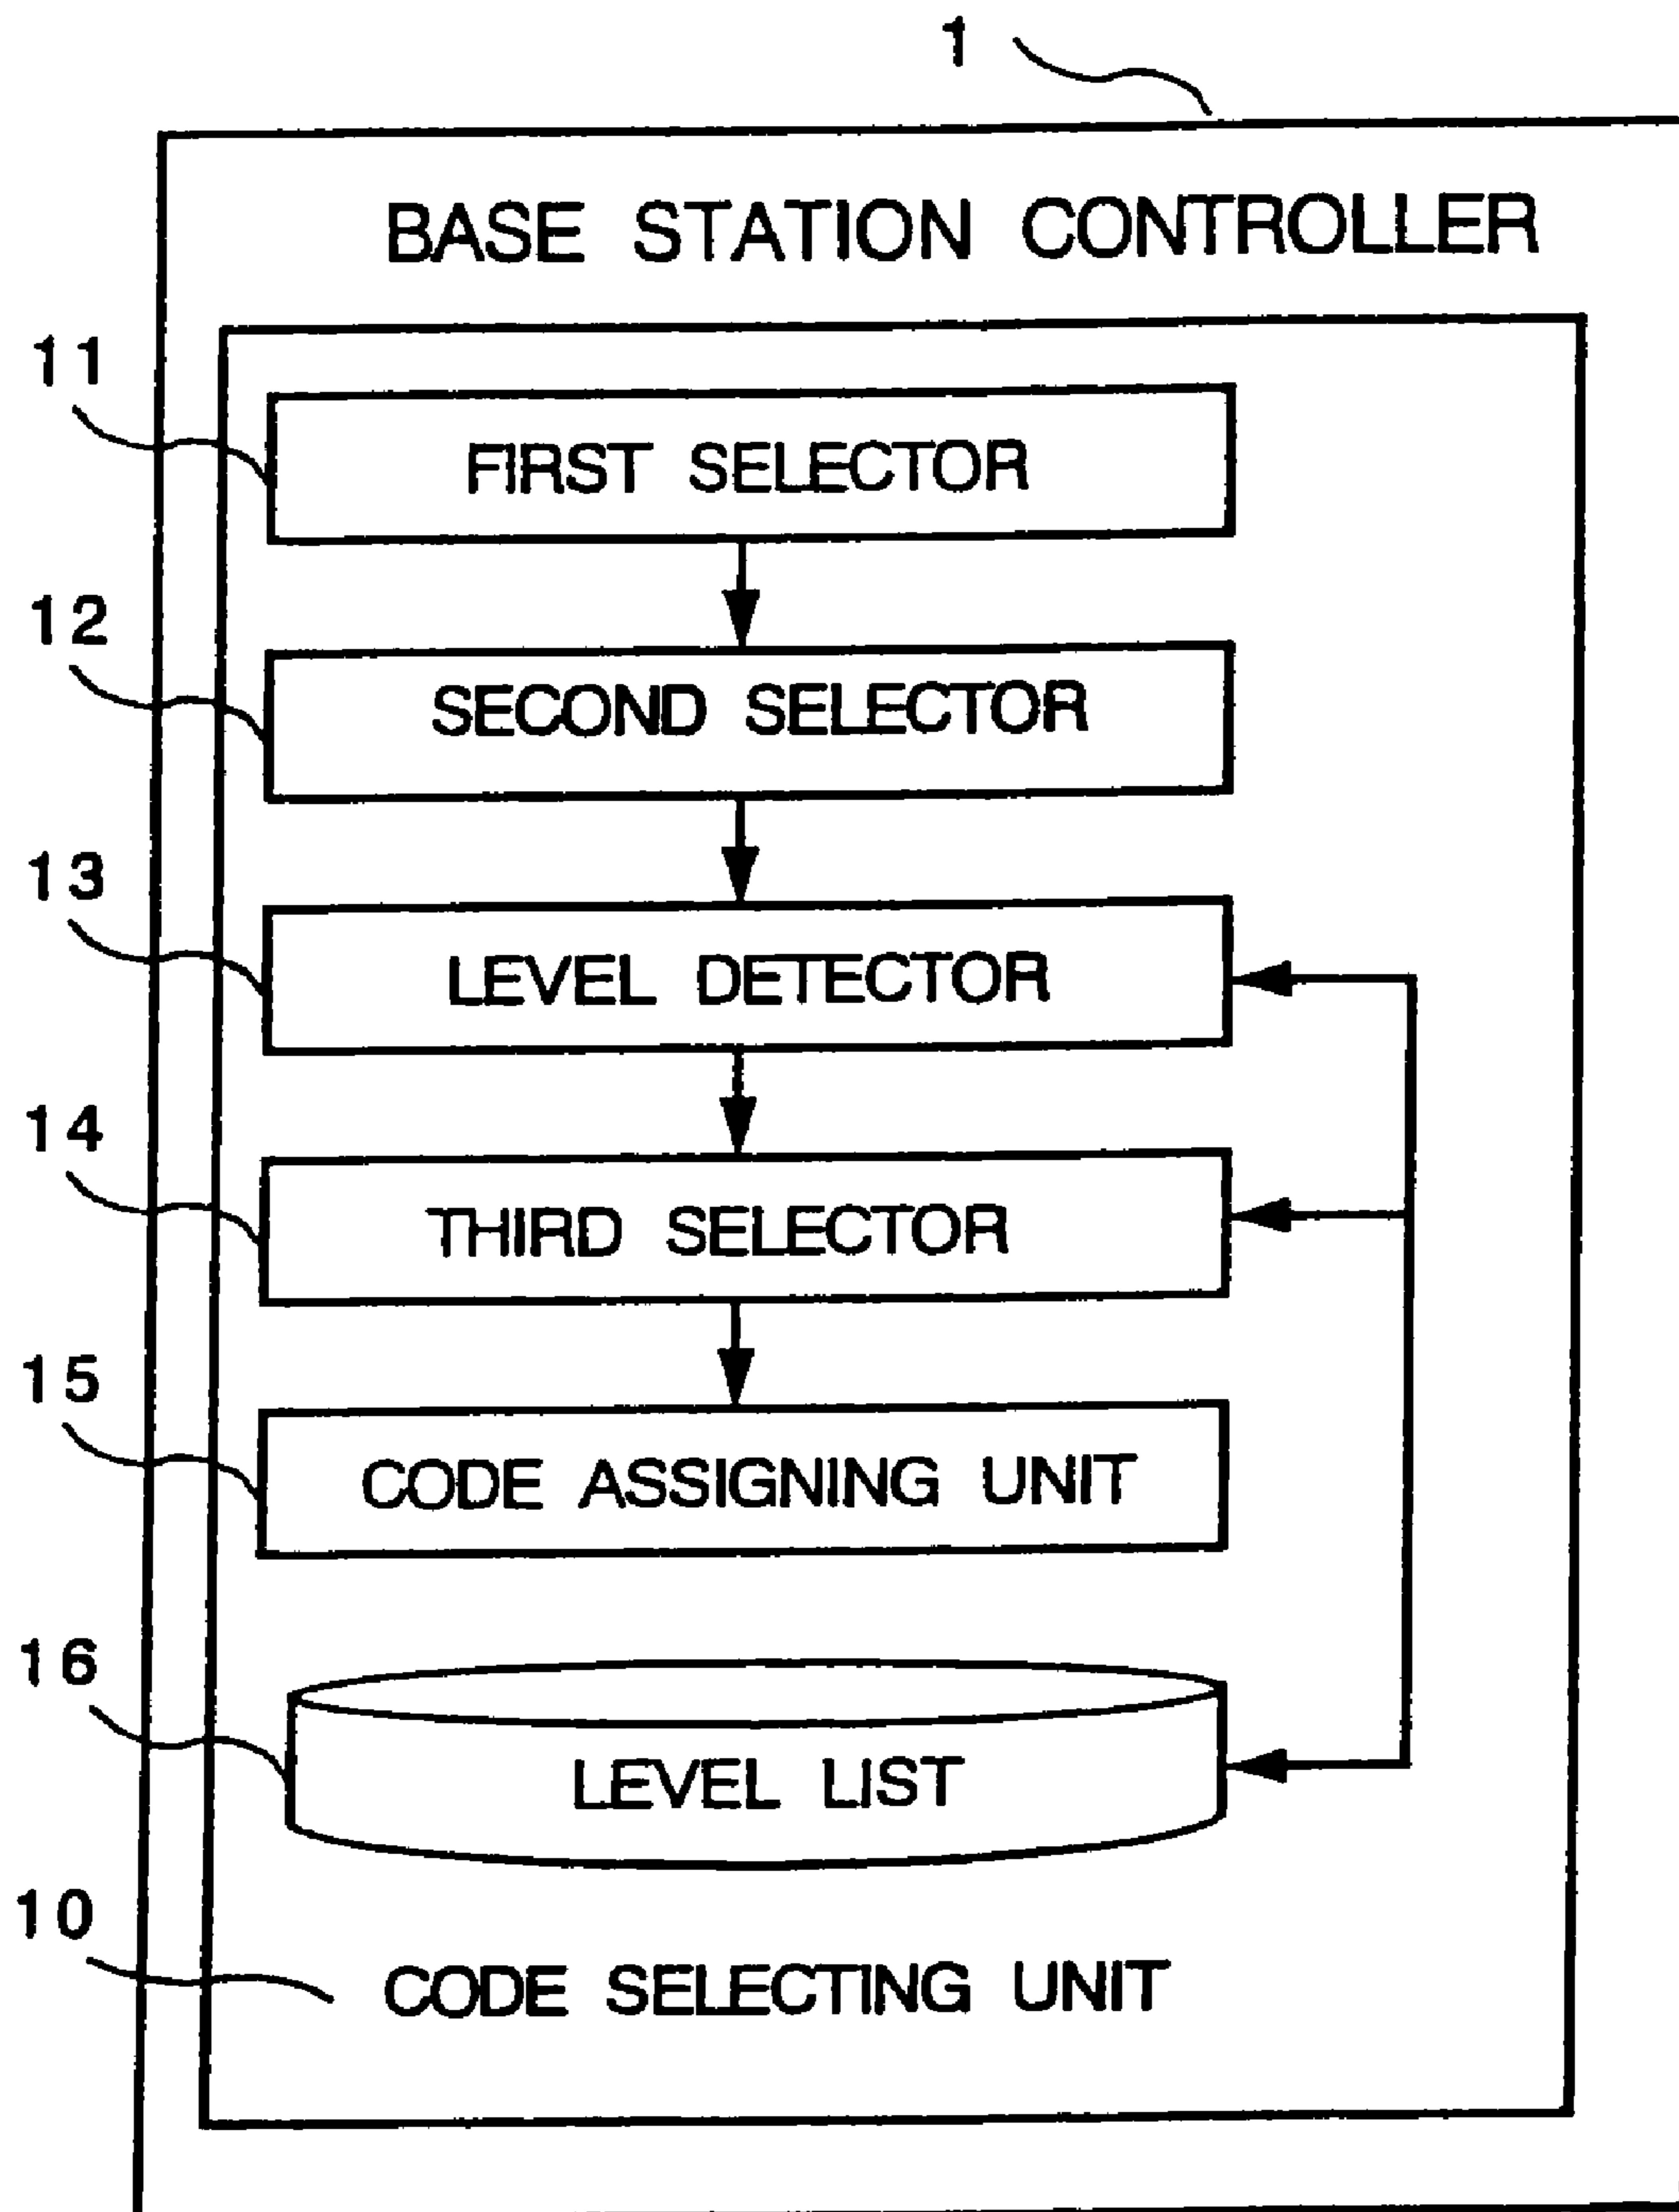 1
BASE STATION CONTROLLER
11
FIRST SELECTOR
12
SECOND SELECTOR
13
LEVEL DETECTOR
14
THIRD SELECTOR
15
CODE ASSIGNING UNIT
16
LEVEL LIST
10
CODE SELECTING UNIT